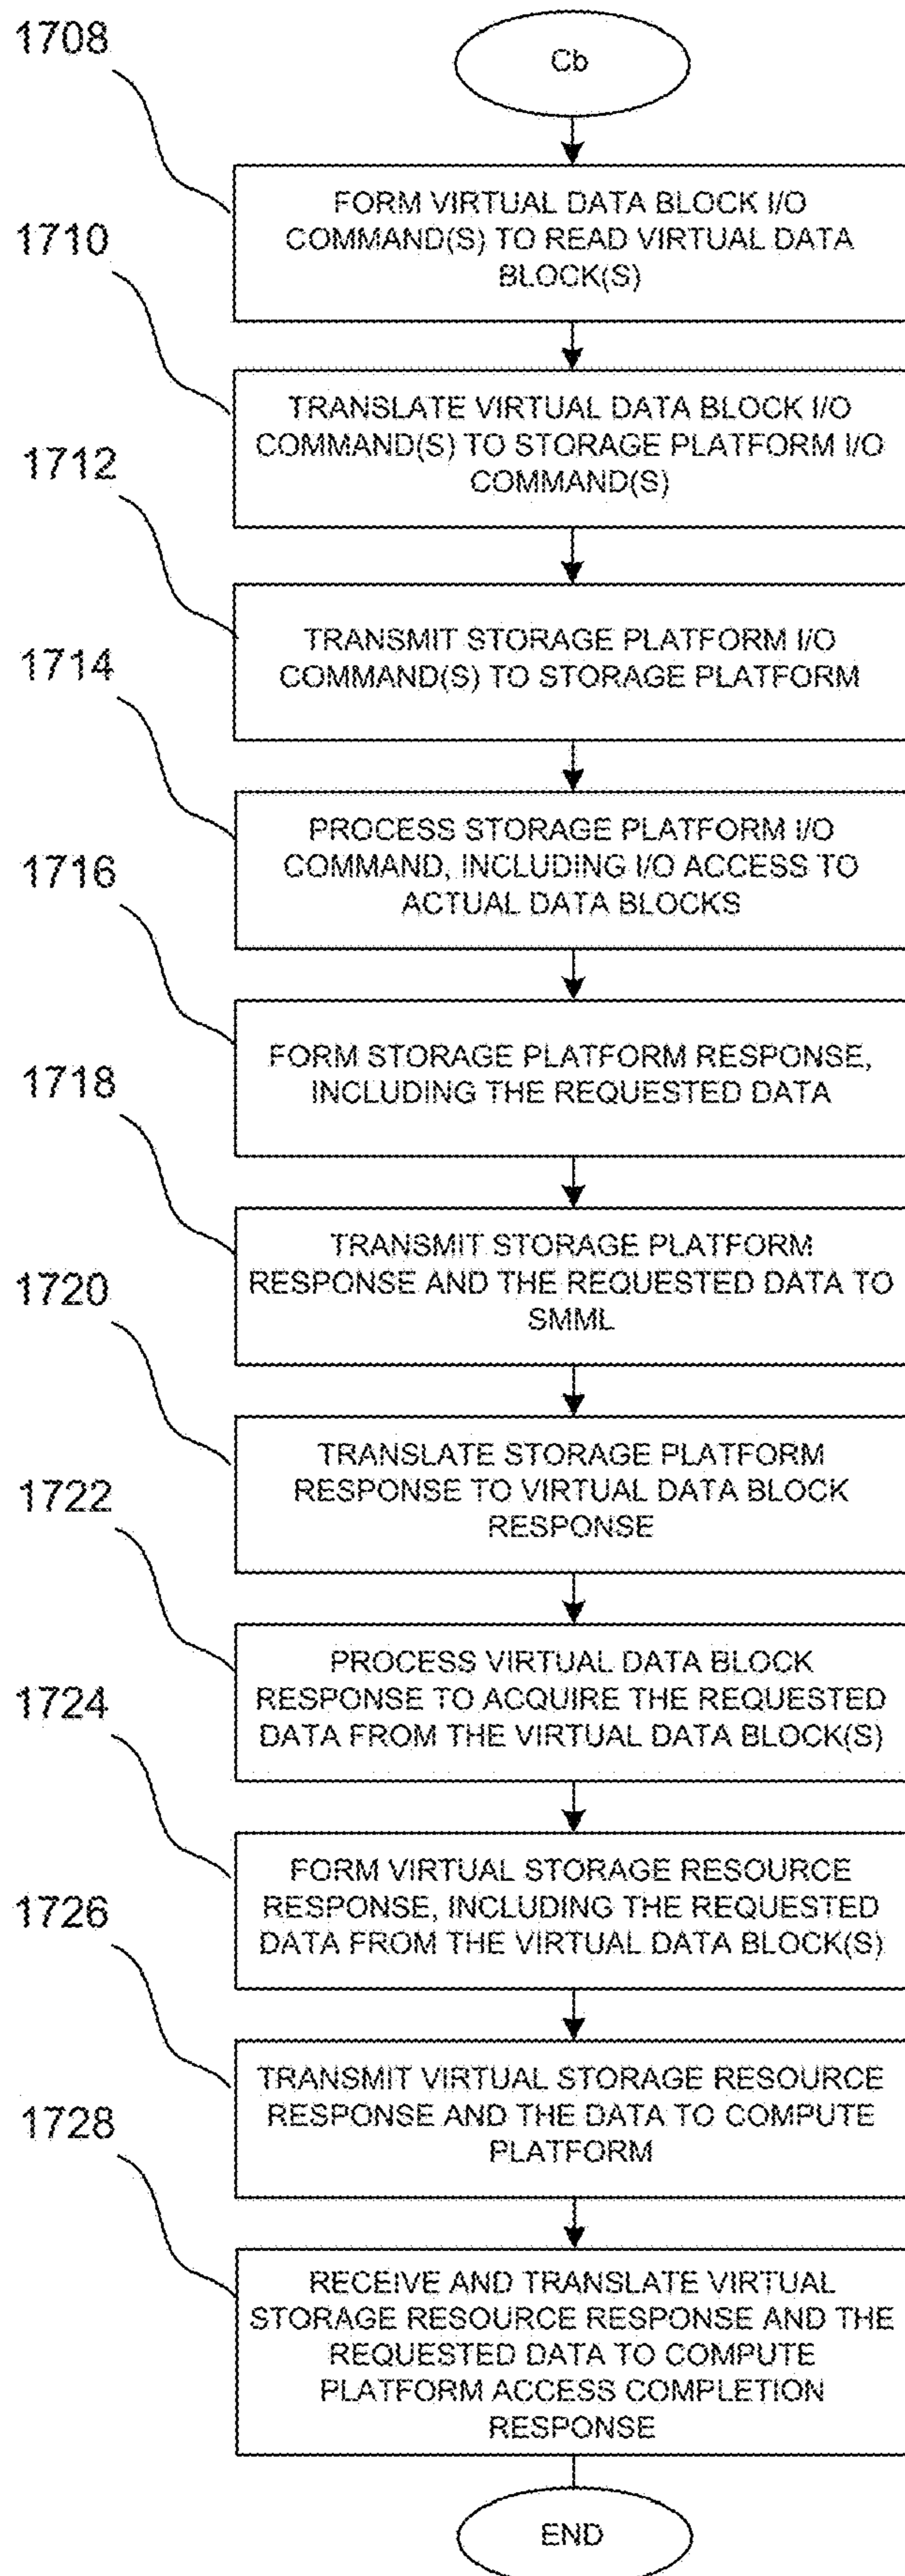 1708
Cb
FORM VIRTUAL DATA BLOCK I/O
COMMAND(S) TO READ VIRTUAL DATA
BLOCK(S)
1710
TRANSLATE VIRTUAL DATA BLOCK I/O
COMMAND(S) TO STORAGE PLATFORM I/O
COMMAND(S)
1712
TRANSMIT STORAGE PLATFORM I/O
COMMAND(S) TO STORAGE PLATFORM
1714
PROCESS STORAGE PLATFORM I/O
COMMAND, INCLUDING I/O ACCESS TO
ACTUAL DATA BLOCKS
1716
FORM STORAGE PLATFORM RESPONSE,
INCLUDING THE REQUESTED DATA
1718
TRANSMIT STORAGE PLATFORM
RESPONSE AND THE REQUESTED DATA TO
SMML
1720
TRANSLATE STORAGE PLATFORM
RESPONSE TO VIRTUAL DATA BLOCK
RESPONSE
1722
PROCESS VIRTUAL DATA BLOCK
RESPONSE TO ACQUIRE THE REQUESTED
DATA FROM THE VIRTUAL DATA BLOCK(S)
1724
FORM VIRTUAL STORAGE RESOURCE
RESPONSE, INCLUDING THE REQUESTED
DATA FROM THE VIRTUAL DATA BLOCK(S)
1726
TRANSMIT VIRTUAL STORAGE RESOURCE
RESPONSE AND THE DATA TO COMPUTE
PLATFORM
1728
RECEIVE AND TRANSLATE VIRTUAL
STORAGE RESOURCE RESPONSE AND THE
REQUESTED DATA TO COMPUTE
PLATFORM ACCESS COMPLETION
RESPONSE
END